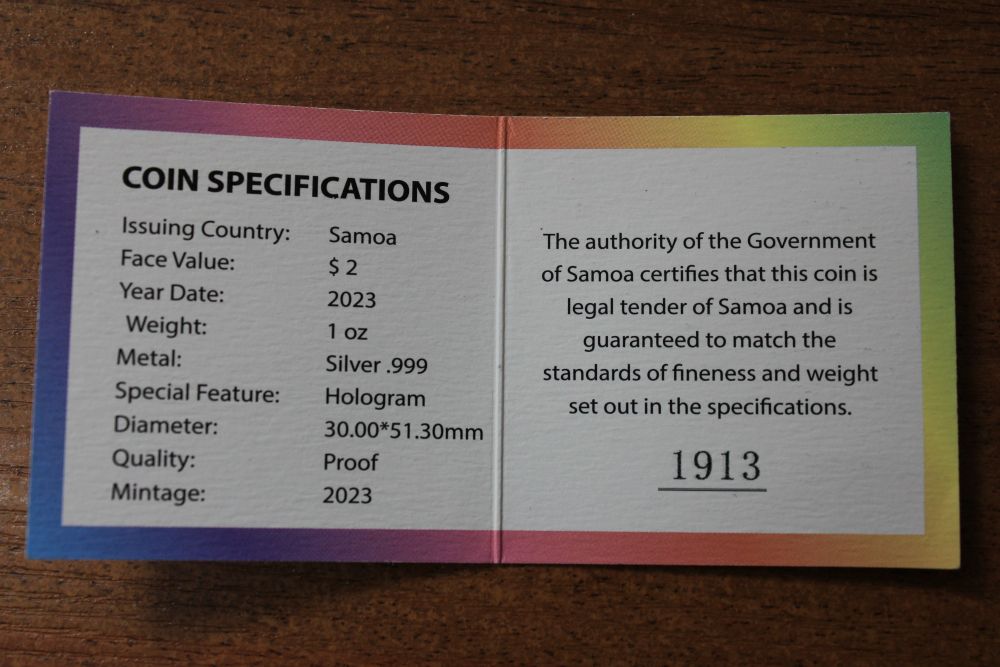 COIN SPECIFICATIONS
Issuing Country: Samoa
Face Value: $ 2
Year Date: 2023
Weight: 1 oz
Metal: Silver .999
Special Feature: Hologram
Diameter: 30.00*51.30mm
Quality: Proof
Mintage: 2023
The authority of the Government
of Samoa certifies that this coin is
legal tender of Samoa and is
guaranteed to match the
standards of fineness and weight
set out in the specifications.
1913